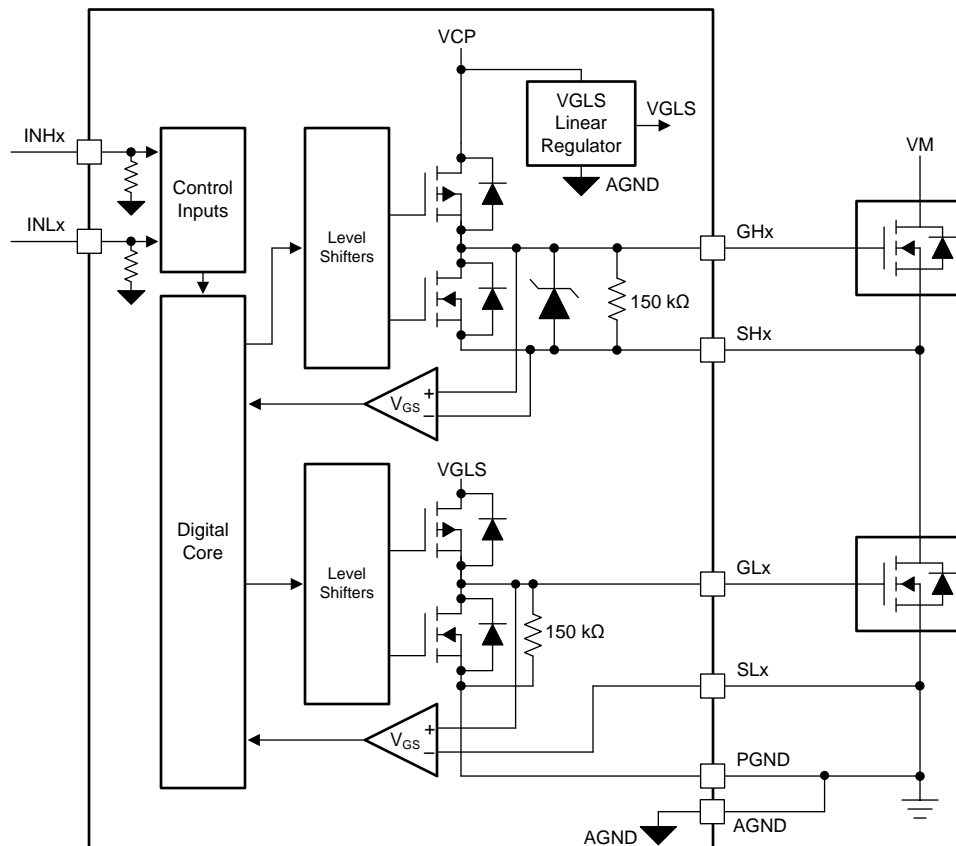 VCP
VGLS
Linear
Regulator
VGLS
AGND
VM
INHx
INLx
Control
Inputs
Level
Shifters
GHx
150 kΩ
SHx
VGS
+
−
Digital
Core
VGLS
Level
Shifters
GLx
150 kΩ
SLx
VGS
+
−
PGND
AGND
AGND